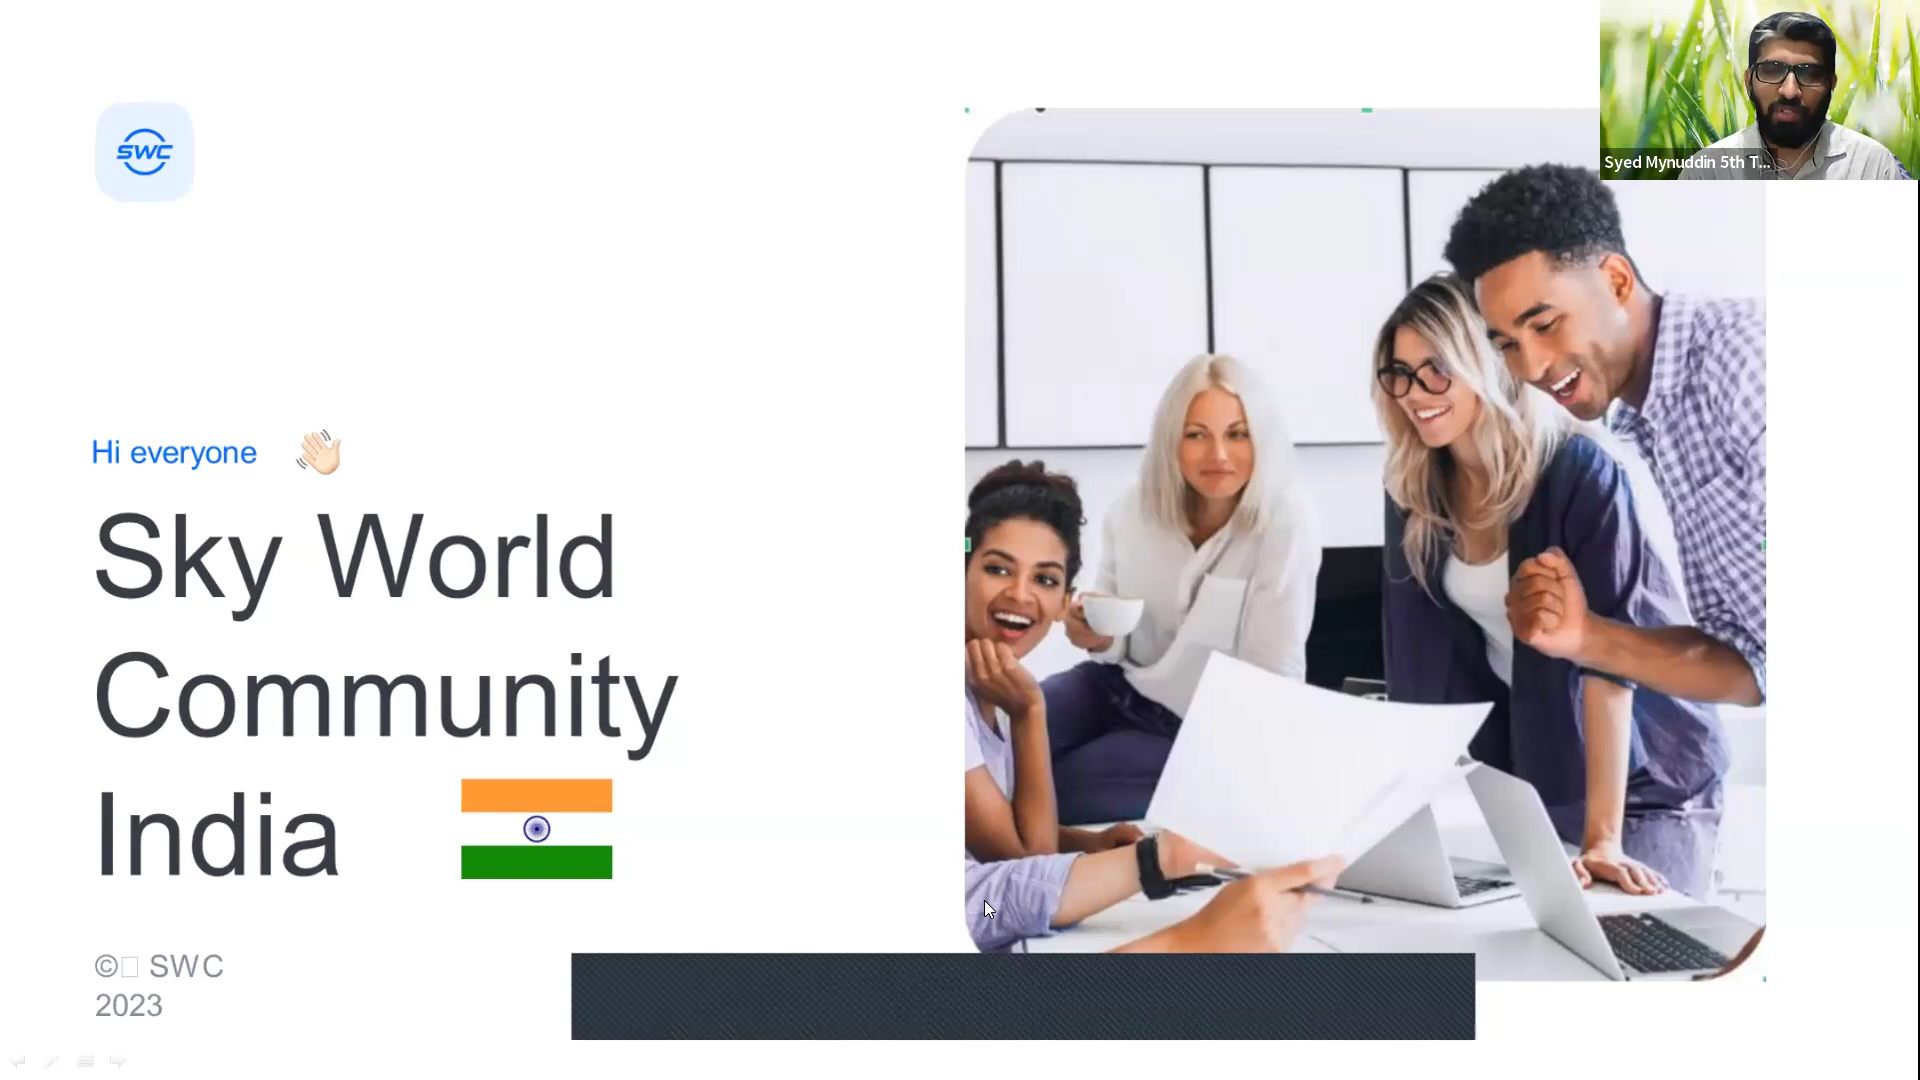 SWC
Syed Mynuddin 5th T...
Hi everyone
Sky World
Community
India
© SWC
2023